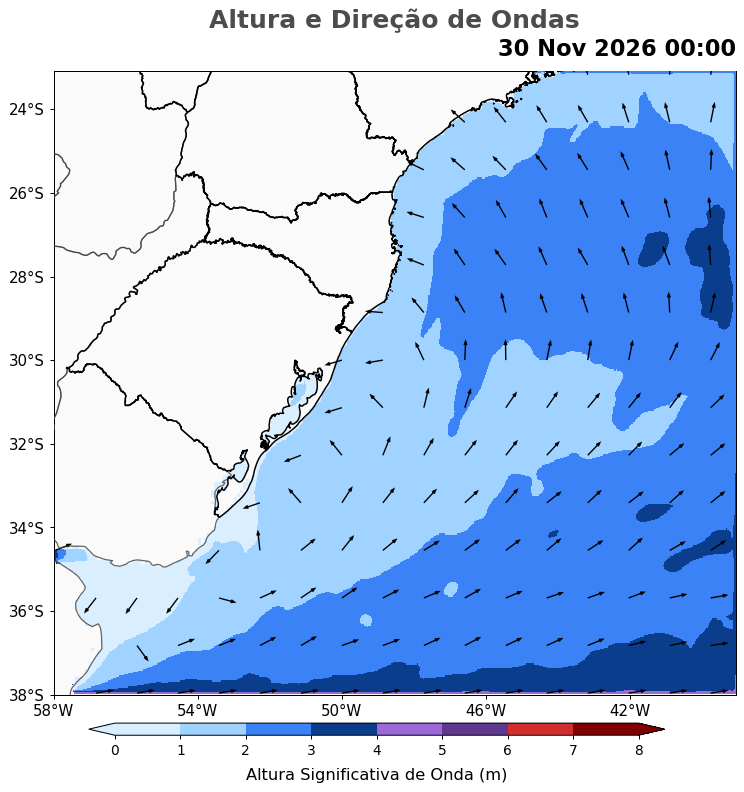 Altura e Direção de Ondas
30 Nov 2026 00:00
24°S
26°S
28°S
30°S
32°S
34°S
36°S
38°S
58°W 54°W 50°W 46°W 42°W
0 1 2 3 4 5 6 7 8
Altura Significativa de Onda (m)